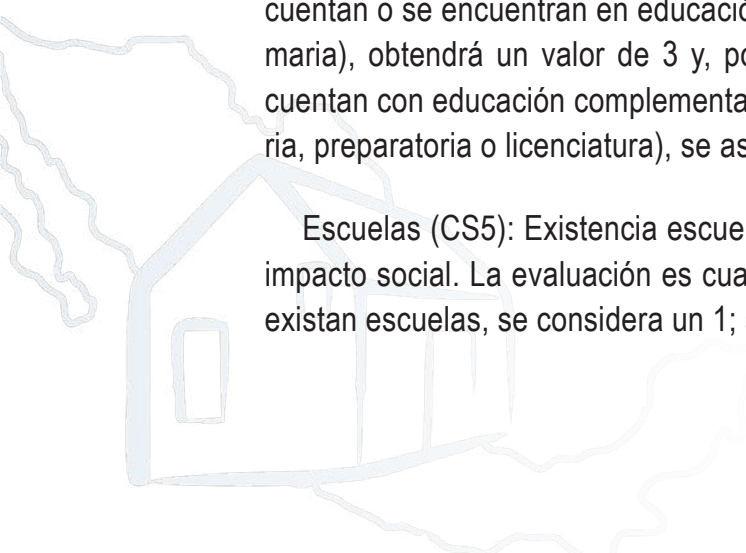 cuentan o se encuentran en educació
maria), obtendrá un valor de 3 y, po
cuentan con educación complementa
ria, preparatoria o licenciatura), se as
Escuelas (CS5): Existencia escue
impacto social. La evaluación es cua
existan escuelas, se considera un 1;